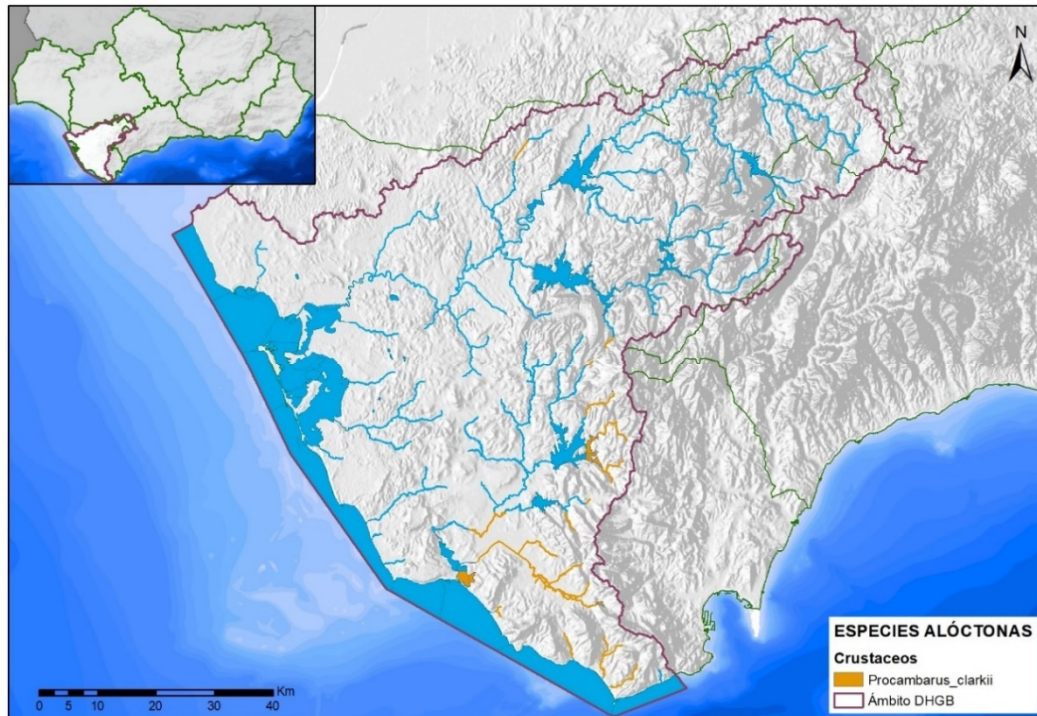 N
ESPECIES ALÓCTONAS
Crustaceos
Procambarus_clarkii
Ámbito DHGB
Km
0 5 10 20 30 40